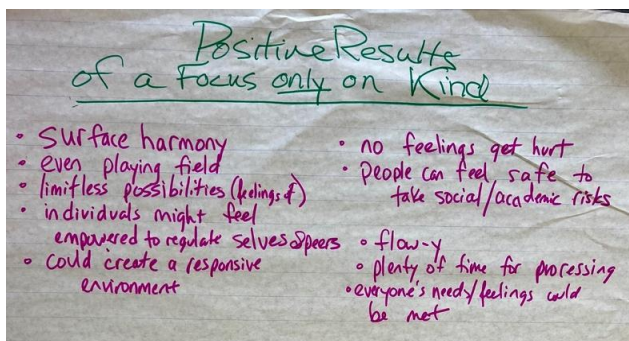 Positive Results
of a Focus only on Kind
• surface harmony
• even playing field
• limitless possibilities (feelings of)
• individuals might feel
empowered to regulate selves & peers
• could create a responsive
environment
• no feelings get hurt
• people can feel safe to
take social/academic risks
• flow-y
• plenty of time for processing
• everyone's needs/feelings could
be met